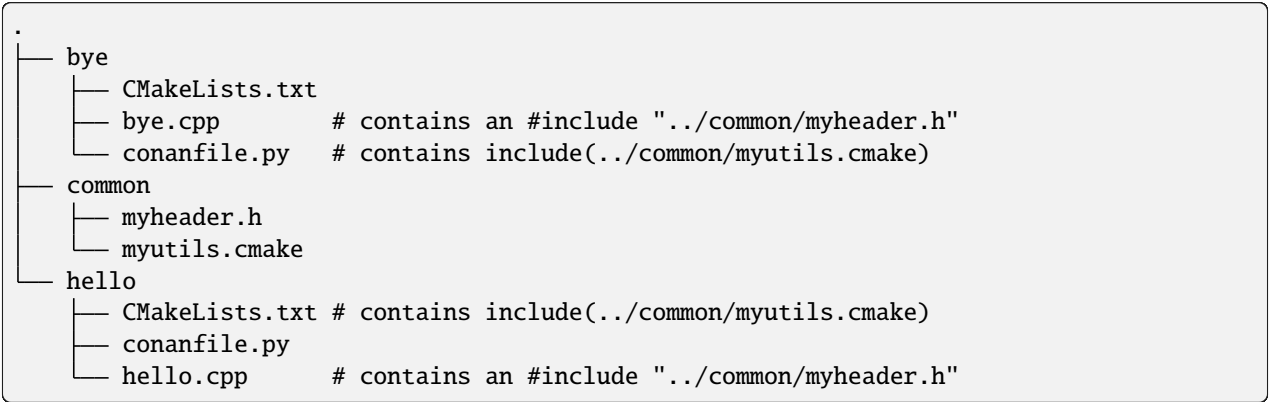 .
├── bye
│   ├── CMakeLists.txt
│   ├── bye.cpp        # contains an #include "../common/myheader.h"
│   └── conanfile.py   # contains include(../common/myutils.cmake)
├── common
│   ├── myheader.h
│   └── myutils.cmake
└── hello
    ├── CMakeLists.txt # contains include(../common/myutils.cmake)
    ├── conanfile.py
    └── hello.cpp      # contains an #include "../common/myheader.h"